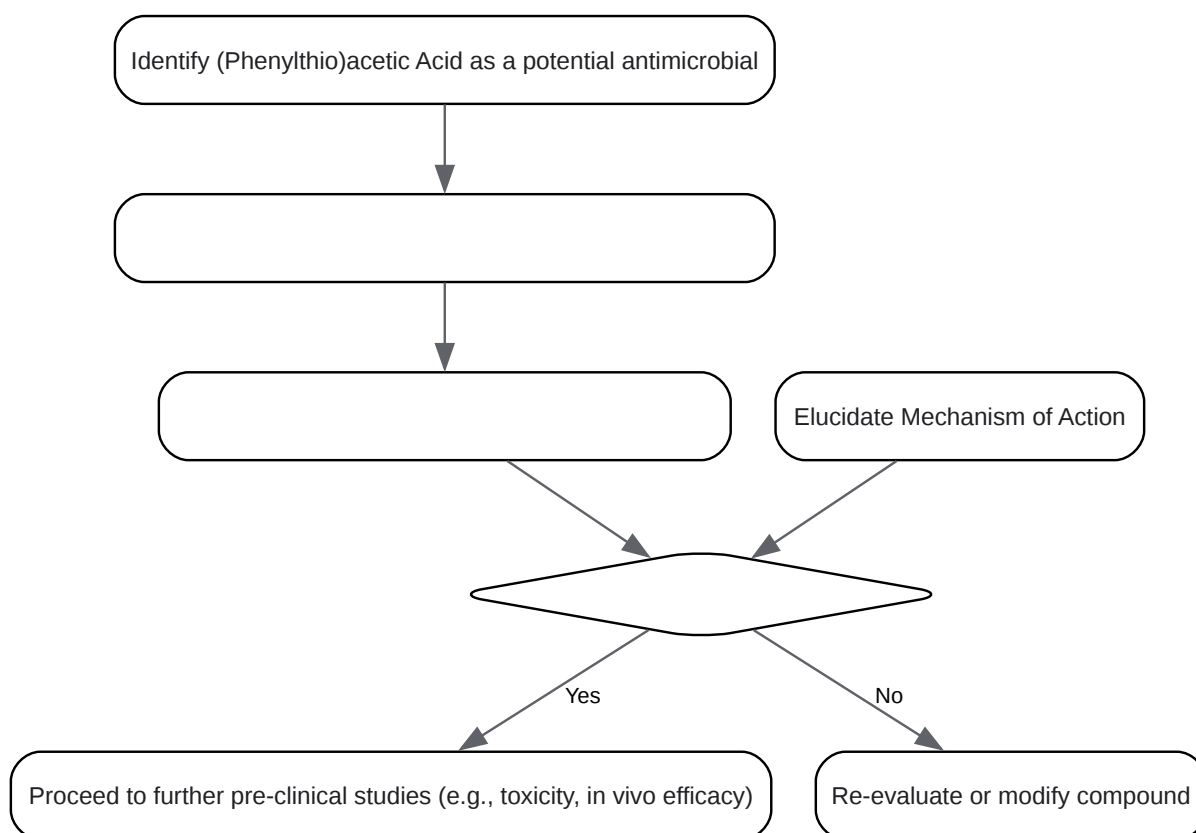 Identify (Phenylthio)acetic Acid as a potential antimicrobial
Elucidate Mechanism of Action
Yes
No
Proceed to further pre-clinical studies (e.g., toxicity, in vivo efficacy)
Re-evaluate or modify compound